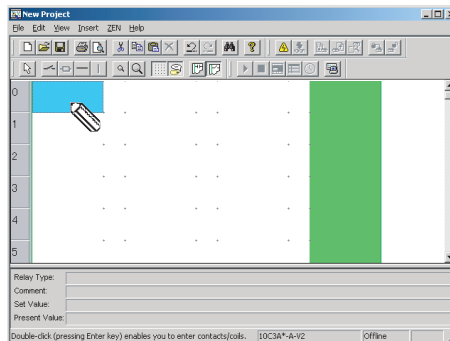 New Project
File Edit View Insert ZEN Help
0
1
2
3
4
5
Relay Type:
Comment:
Set Value:
Present Value:
Double-click (pressing Enter key) enables you to enter contacts/coils. 10C3A*-A-V2 Offline